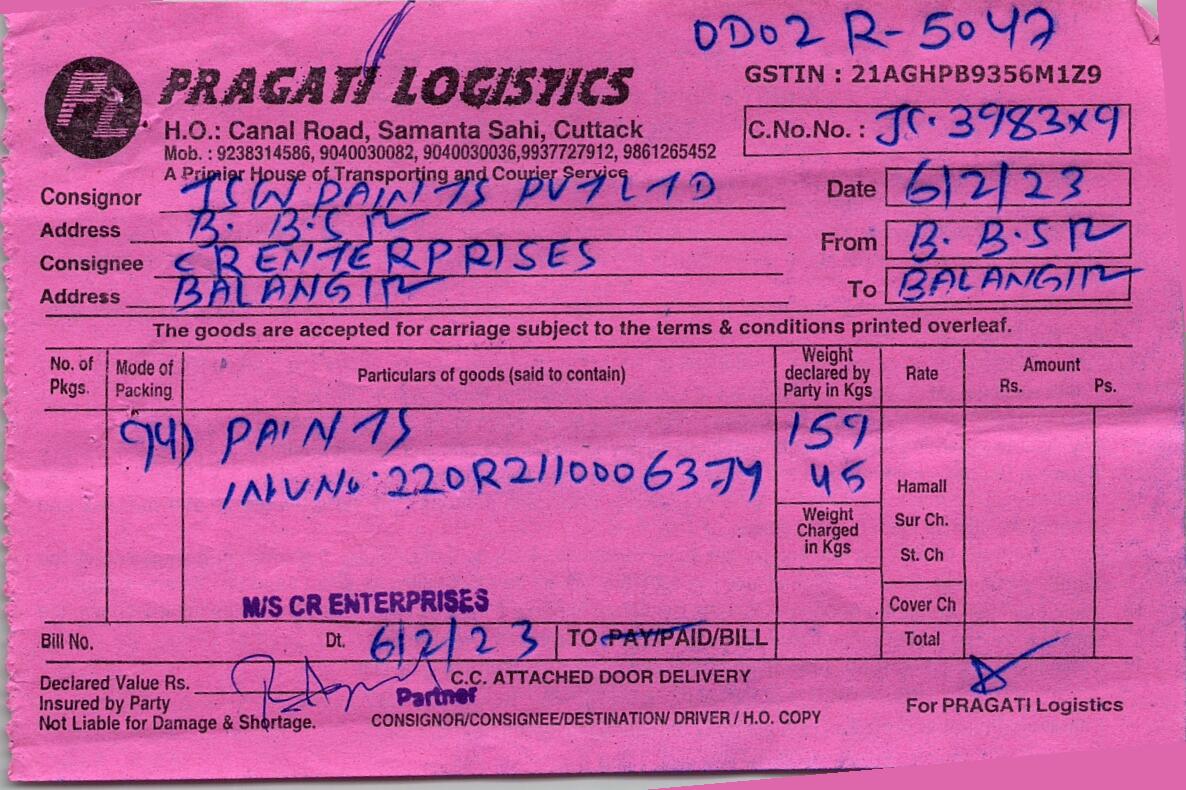 OD02 R-5047
PRAGATI LOGISTICS
GSTIN : 21AGHPB9356M1Z9
H.O.: Canal Road, Samanta Sahi, Cuttack
C.No.No. : JS. 3983x9
Mob. : 9238314586, 9040030082, 9040030036,9937727912, 9861265452
A Primier House of Transporting and Courier Service
Consignor JSW PAINTS PVT LTD
Date 6/2/23
Address B. B.S R
From B. B.S R
Consignee CR ENTERPRISES
Address BALANGIR
To BALANGIR
The goods are accepted for carriage subject to the terms & conditions printed overleaf.
No. of Pkgs. Mode of Packing Particulars of goods (said to contain) Weight declared by Party in Kgs Rate Amount Rs. Ps.
PAINTS 159
INV No. 220R211000 6374 45
Hamall
Weight Charged in Kgs
Sur Ch.
St. Ch
M/S CR ENTERPRISES
Cover Ch
Bill No. Dt. 6/2/23 TO PAY/PAID/BILL Total
Declared Value Rs. C.C. ATTACHED DOOR DELIVERY
Partner
Insured by Party
For PRAGATI Logistics
Not Liable for Damage & Shortage. CONSIGNOR/CONSIGNEE/DESTINATION/ DRIVER / H.O. COPY